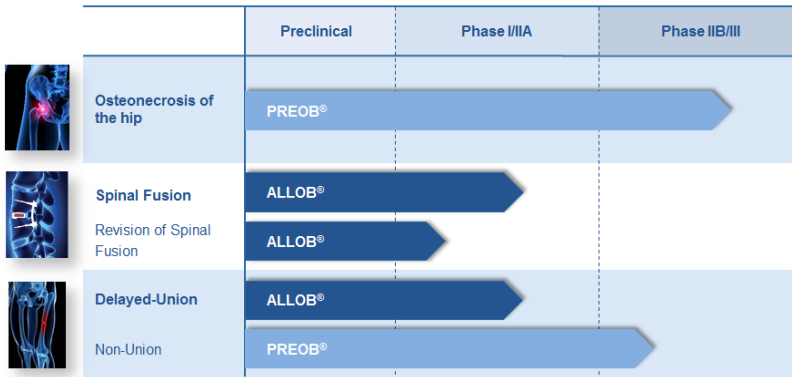 Preclinical Phase I/IIA Phase IIB/III
Osteonecrosis of
the hip
PREOB®
Spinal Fusion
ALLOB®
Revision of Spinal
Fusion
ALLOB®
Delayed-Union
ALLOB®
Non-Union
PREOB®